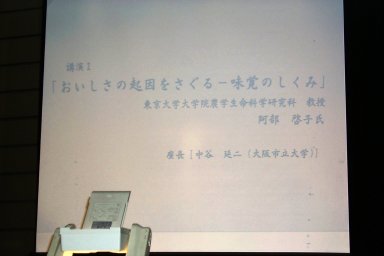 講演1
「おいしさの起因をさぐる－味覚のしくみ」
東京大学大学院農学生命科学研究科　教授
阿部　啓子氏
座長［中谷　延二（大阪市立大学）］